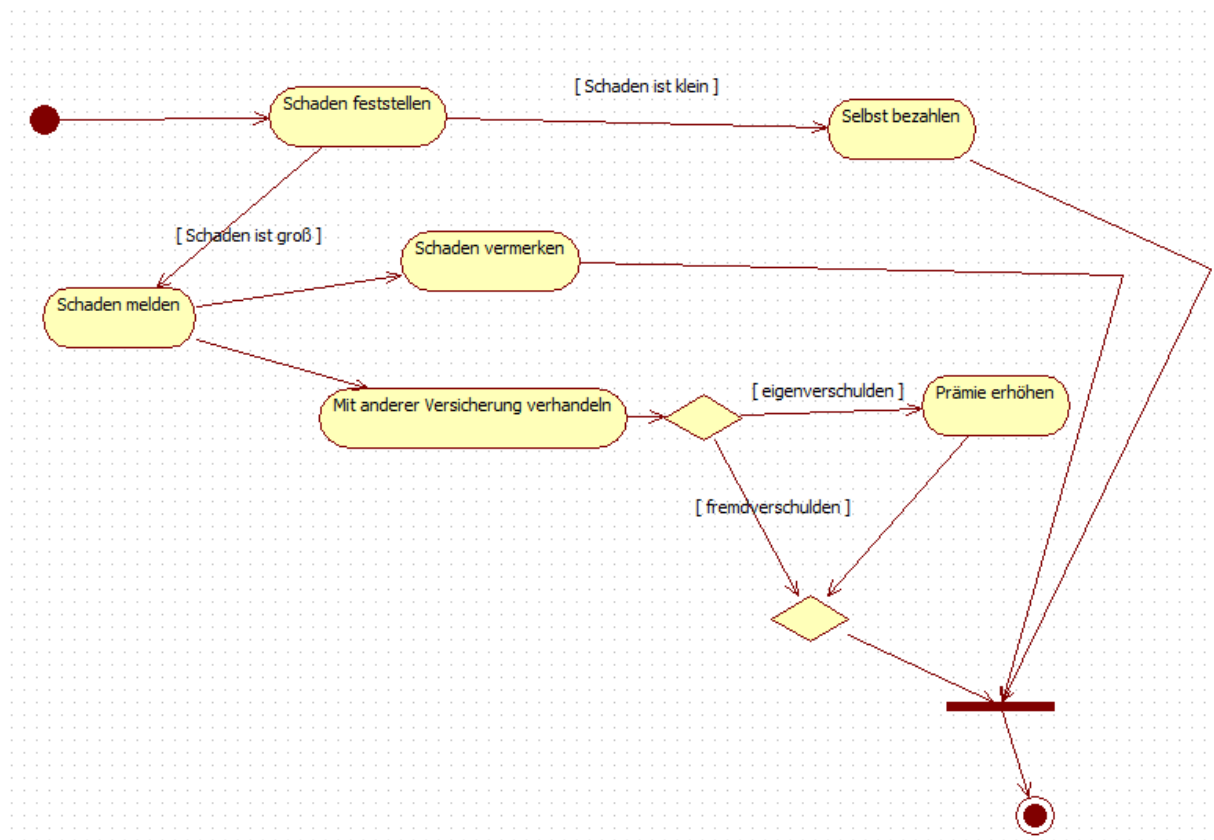 [ Schaden ist klein ]
Schaden feststellen
Selbst bezahlen
[ Schaden ist groß ]
Schaden vermerken
Schaden melden
[ eigenverschulden ]
Prämie erhöhen
Mit anderer Versicherung verhandeln
[ fremdverschulden ]